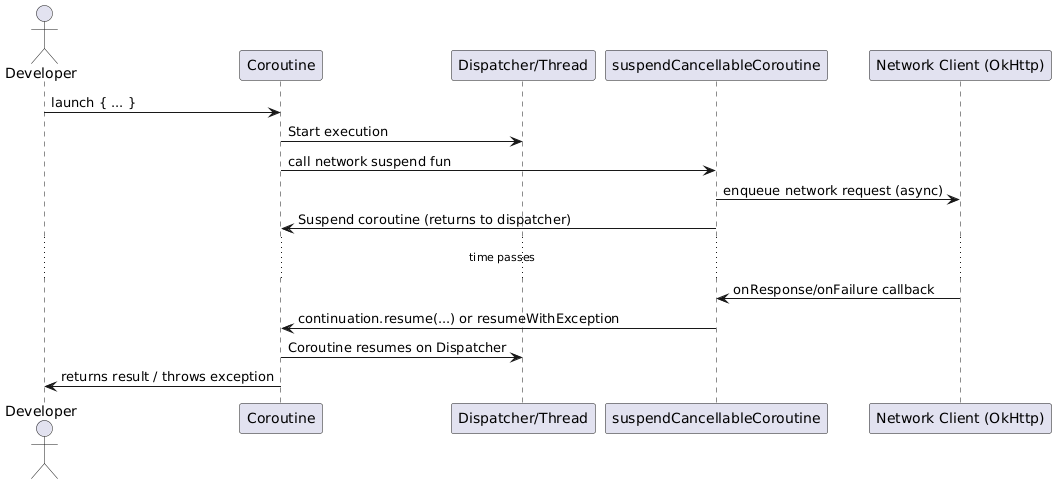 Developer
Coroutine
Dispatcher/Thread
suspendCancellableCoroutine
Network Client (OkHttp)
launch { ... }
Start execution
call network suspend fun
enqueue network request (async)
Suspend coroutine (returns to dispatcher)
time passes
onResponse/onFailure callback
continuation.resume(...) or resumeWithException
Coroutine resumes on Dispatcher
returns result / throws exception
Developer
Coroutine
Dispatcher/Thread
suspendCancellableCoroutine
Network Client (OkHttp)